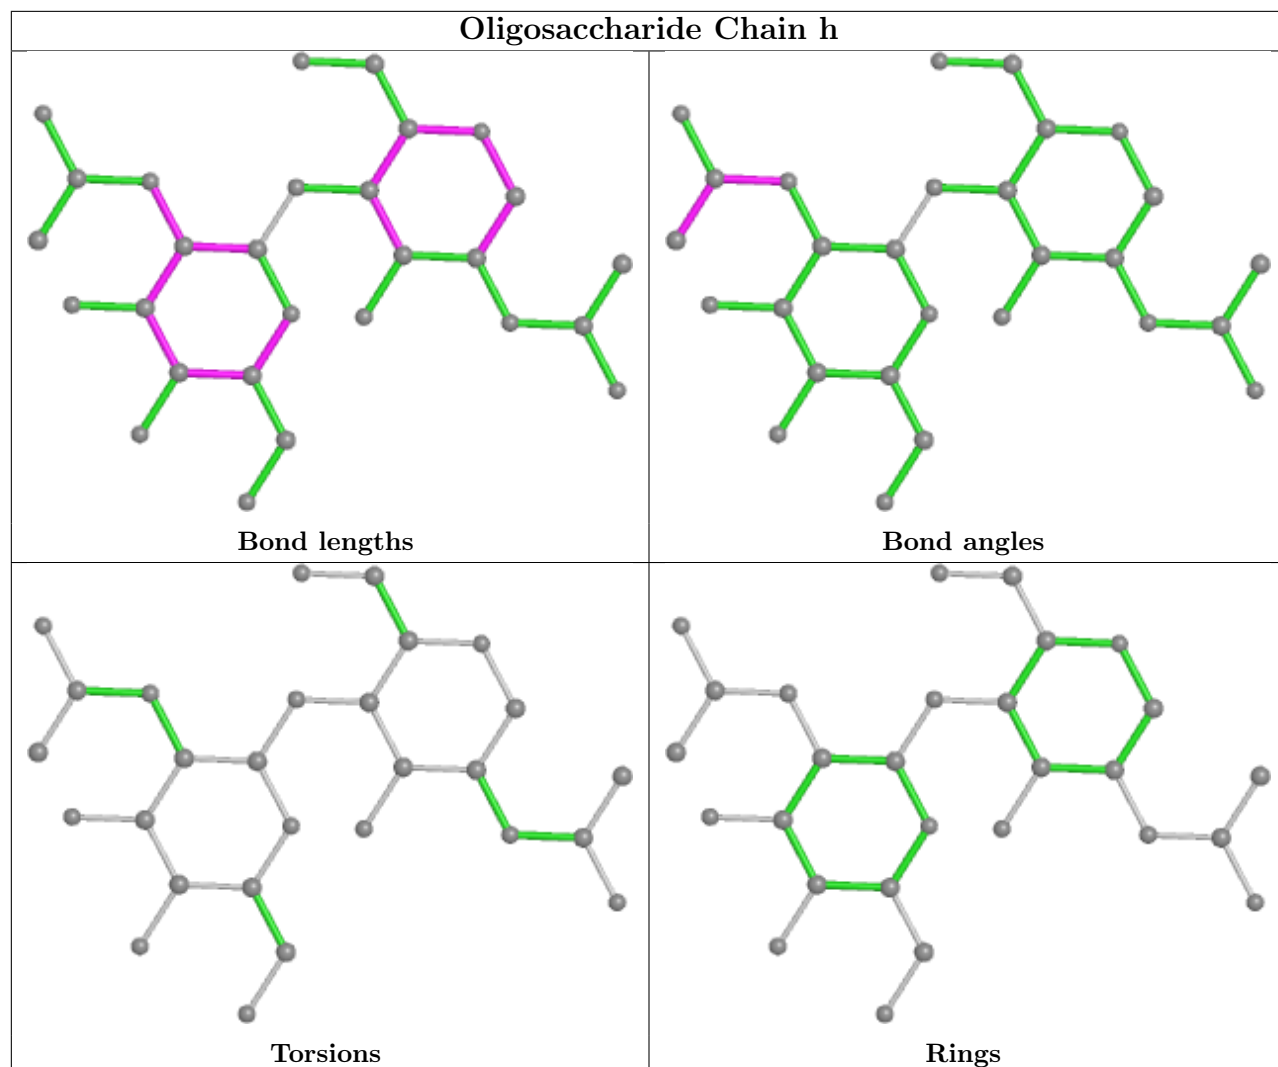 Oligosaccharide Chain h
Bond lengths
Bond angles
Torsions
Rings